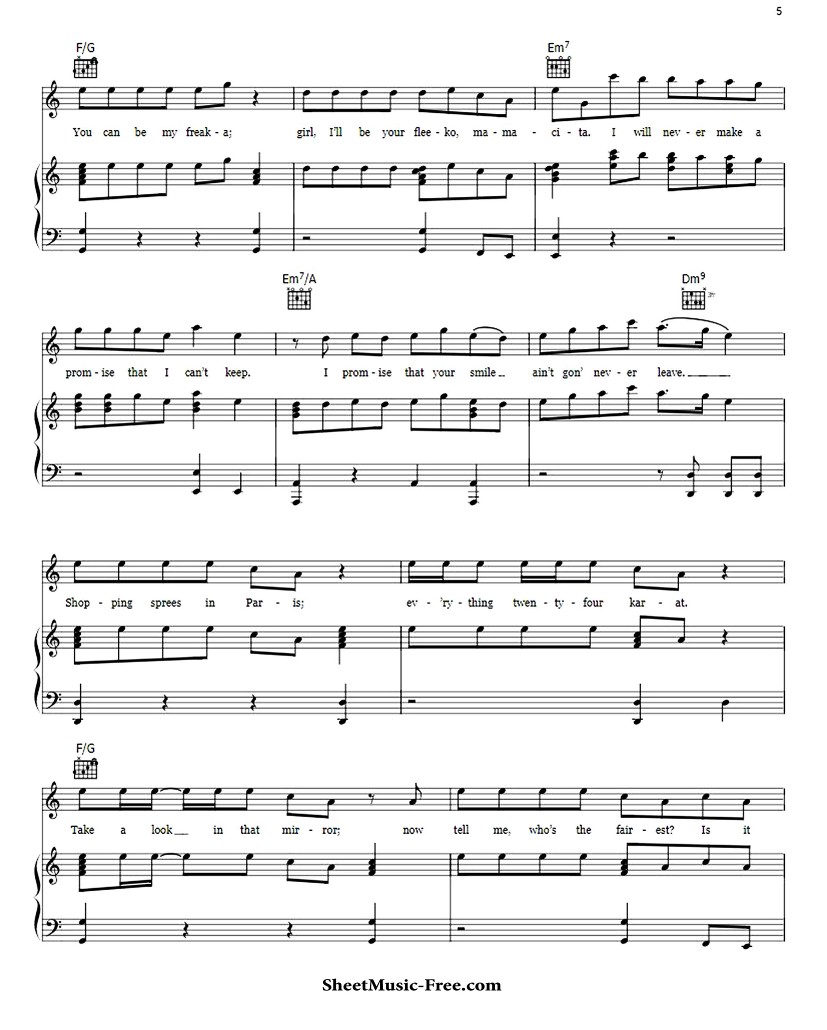 5
F/G Em7
You can be my freak - a; girl, I'll be your flee - ko, ma - ma - ci - ta. I will nev - er make a
Em7/A Dm9
prom - ise that I can't keep. I prom - ise that your smile ain't gon' nev - er leave.
Shop - ping sprees in Par - is; ev - 'ry - thing twen - ty - four kar - at.
F/G
Take a look in that mir - ror; now tell me, who's the fair - est? Is it
SheetMusic-Free.com